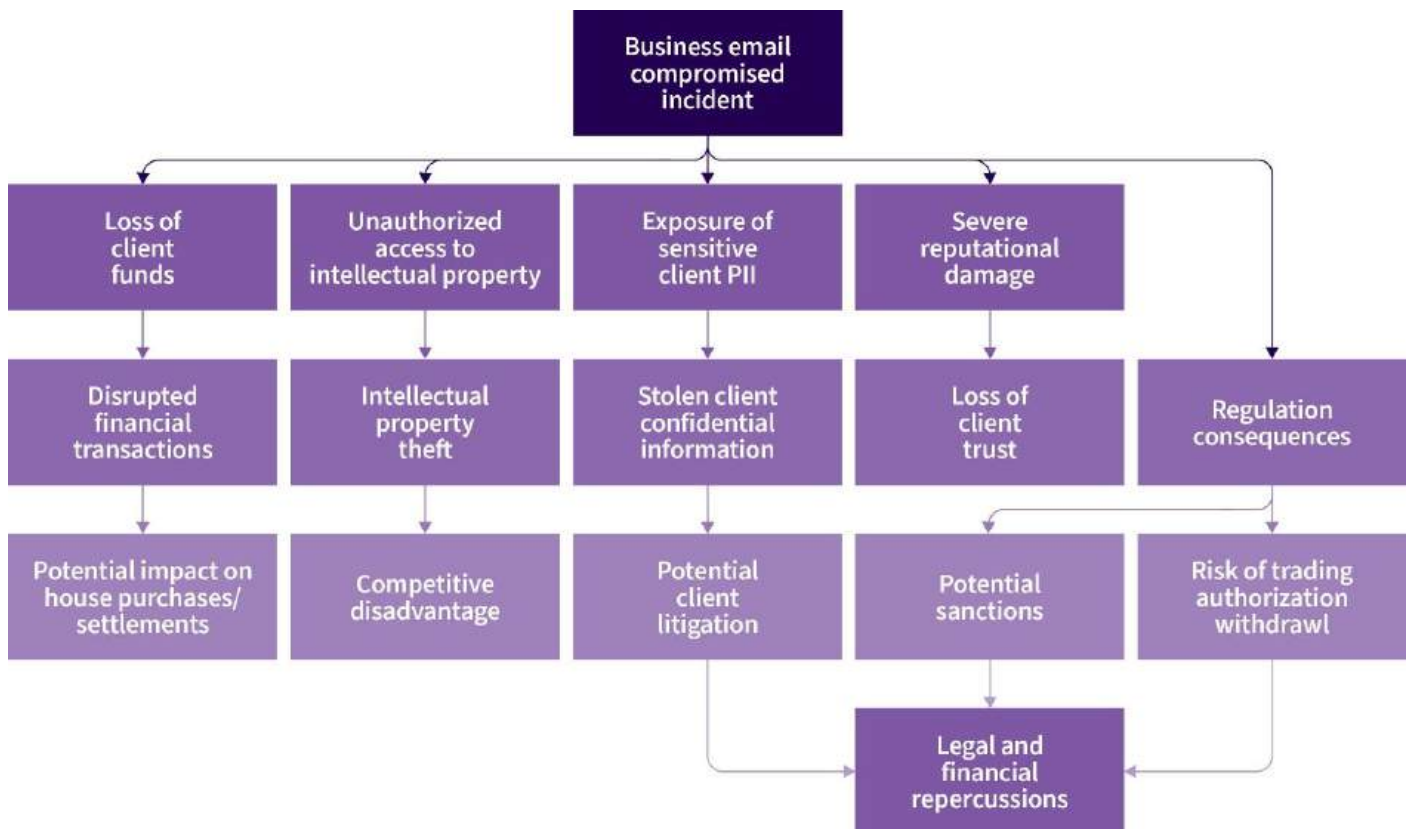 Business email
compromised
incident
Loss of
client
funds
Unauthorized
access to
intellectual property
Exposure of
sensitive
client PII
Severe
reputational
damage
Disrupted
financial
transactions
Intellectual
property
theft
Stolen client
confidential
information
Loss of
client
trust
Regulation
consequences
Potential impact on
house purchases/
settlements
Competitive
disadvantage
Potential
client
litigation
Potential
sanctions
Risk of trading
authorization
withdrawl
Legal and
financial
repercussions